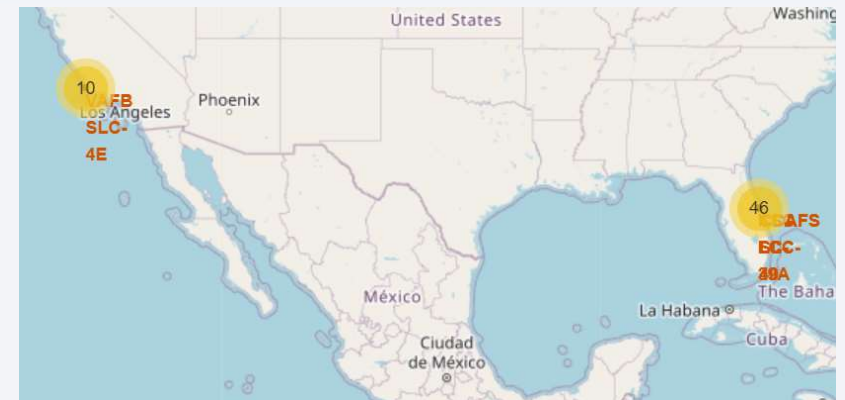 United States
Washing
10
VAFB
Los Angeles
Phoenix
SLC-
4E
46
México
La Habana
The Baha
Cuba
Ciudad
de México